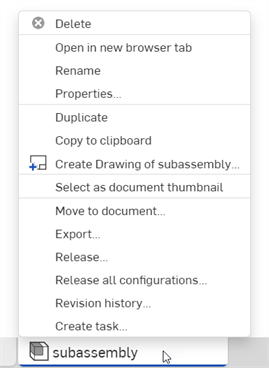 Delete
Open in new browser tab
Rename
Properties...
Duplicate
Copy to clipboard
Create Drawing of subassembly...
Select as document thumbnail
Move to document...
Export...
Release...
Release all configurations...
Revision history...
Create task...
subassembly